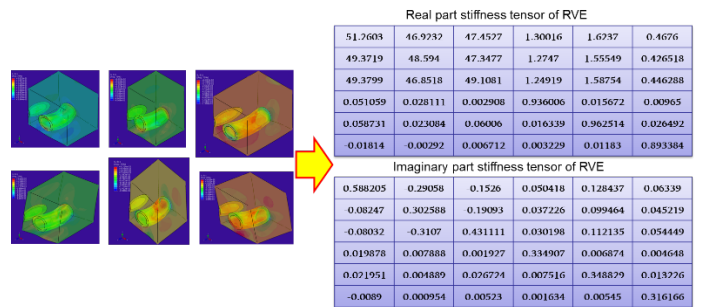 Real part stiffness tensor of RVE
51.2603 46.9232 47.4527 1.30016 1.6237 0.4676
49.3719 48.594 47.3477 1.2747 1.55549 0.426518
49.3799 46.8518 49.1081 1.24919 1.58754 0.446288
0.051059 0.028111 0.002908 0.936006 0.015672 0.00965
0.058731 0.023084 0.06006 0.016339 0.962514 0.026492
-0.01814 -0.00292 0.006712 0.003229 0.01183 0.893384
Imaginary part stiffness tensor of RVE
0.588205 0.29058 0.1526 0.050418 0.128437 0.06339
-0.08247 0.302588 -0.19093 0.037226 0.099464 0.045219
-0.08032 -0.3107 0.431111 0.030198 0.112135 0.054449
0.019878 0.007888 0.001927 0.334907 0.006874 0.004648
0.021951 0.004889 0.026724 0.007516 0.348829 0.013226
-0.0089 0.000954 0.00523 0.001634 0.00545 0.316166